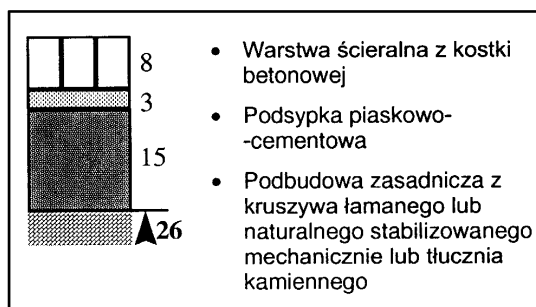 8
3
15
26
• Warstwa ścieralna z kostki
betonowej
• Podsypka piaskowo-
-cementowa
• Podbudowa zasadnicza z
kruszywa łamanego lub
naturalnego stabilizowanego
mechanicznie lub tłucznia
kamiennego